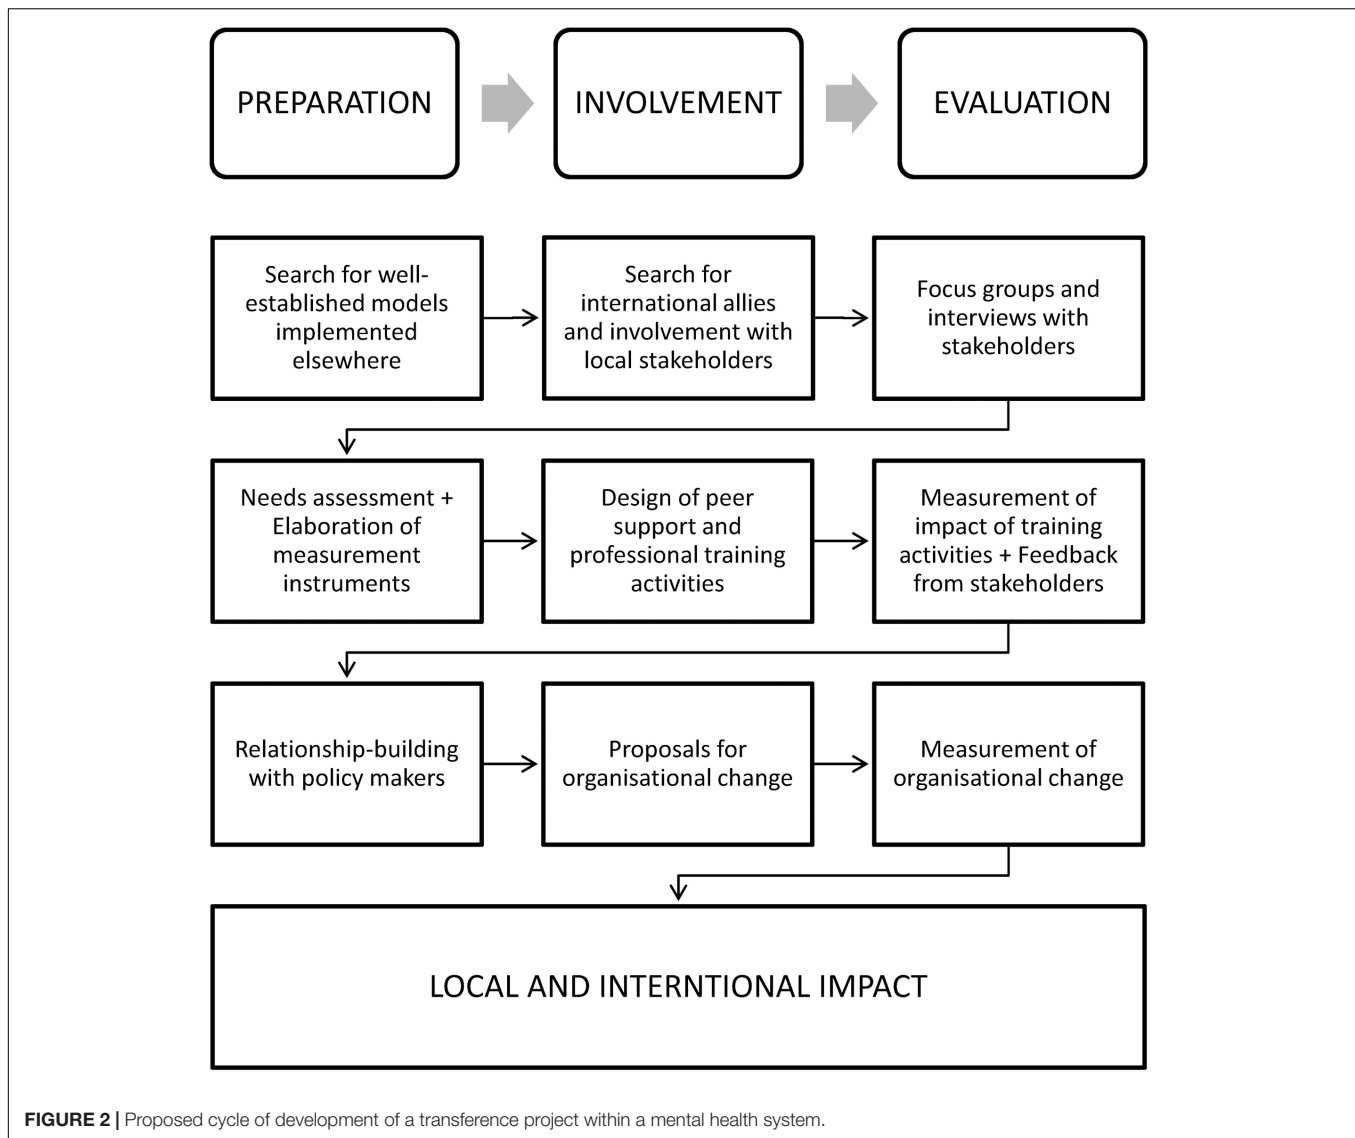 PREPARATION
INVOLVEMENT
EVALUATION
Search for well-
established models
implemented
elsewhere
Search for
international allies
and involvement with
local stakeholders
Focus groups and
interviews with
stakeholders
Needs assessment +
Elaboration of
measurement
instruments
Design of peer
support and
professional training
activities
Measurement of
impact of training
activities + Feedback
from stakeholders
Relationship-building
with policy makers
Proposals for
organisational change
Measurement of
organisational change
LOCAL AND INTERNTIONAL IMPACT
FIGURE 2 | Proposed cycle of development of a transference project within a mental health system.